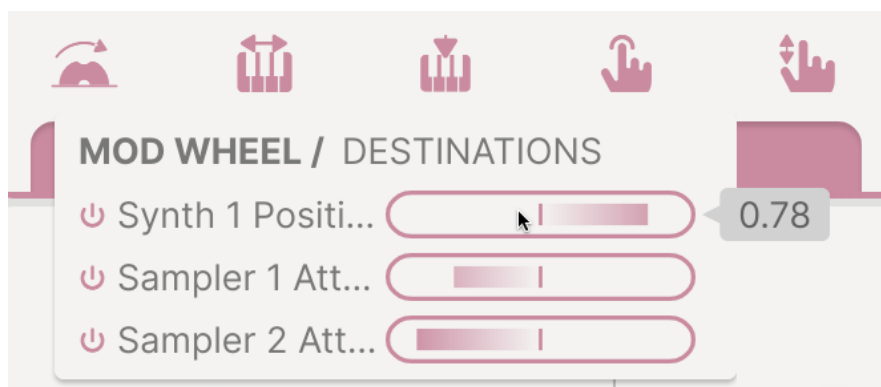 MOD WHEEL / DESTINATIONS
Synth 1 Positi... 0.78
Sampler 1 Att...
Sampler 2 Att...